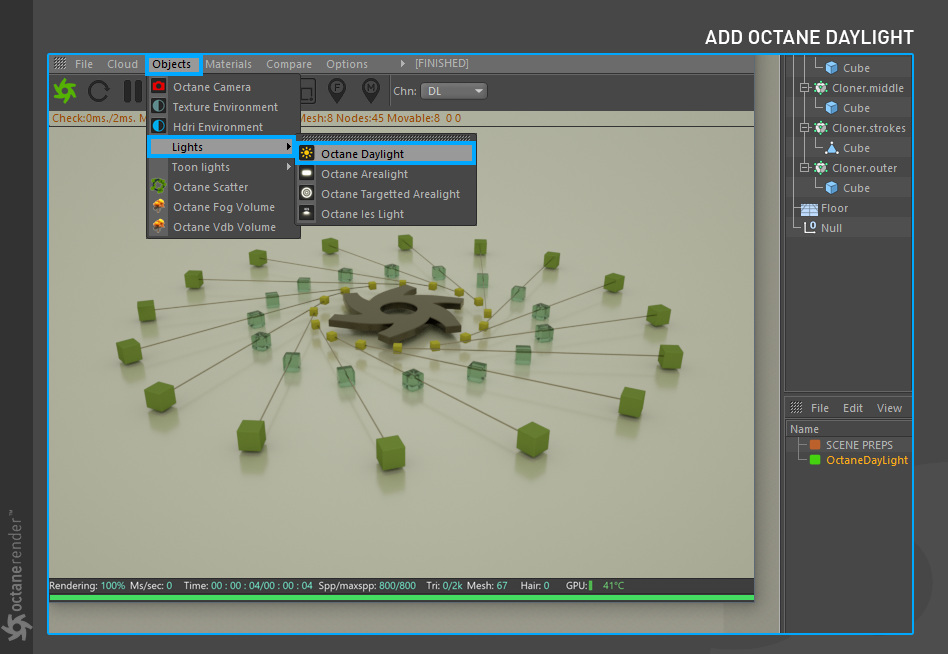 ADD OCTANE DAYLIGHT
File Cloud Objects Materials Compare Options [FINISHED]
F M Chn: DL
Check:0ms./2ms. M Mesh:8 Nodes:45 Movable:8 0 0
Octane Camera
Texture Environment
Hdri Environment
Lights
Toon lights
Octane Scatter
Octane Fog Volume
Octane Vdb Volume
Octane Daylight
Octane Arealight
Octane Targetted Arealight
Octane Ies Light
Cube
Cloner.middle
Cube
Cloner.strokes
Cube
Cloner.outer
Cube
Floor
0 Null
File Edit View
Name
SCENE PREPS
OctaneDayLight
Rendering: 100% Ms/sec: 0 Time: 00 : 00 : 04/00 : 00 : 04 Spp/maxspp: 800/800 Tri: 0/2k Mesh: 67 Hair: 0 GPU: 41°C
octanerender™